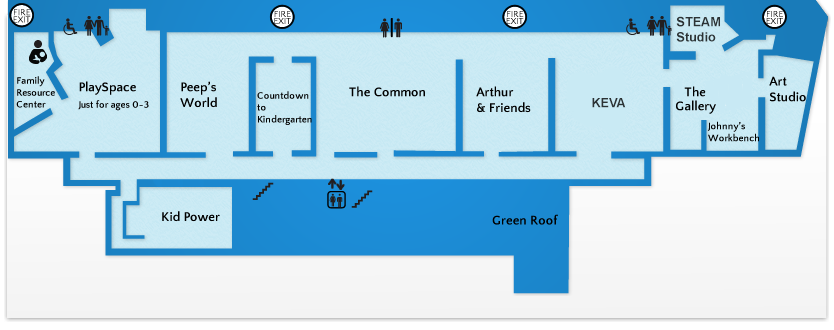 FIRE
EXIT
FIRE
EXIT
FIRE
EXIT
FIRE
EXIT
STEAM
Studio
Family
Resource
Center
PlaySpace
Just for ages 0-3
Peep's
World
Countdown
to
Kindergarten
The Common
Arthur
& Friends
KEVA
The
Gallery
Johnny's
Workbench
Art
Studio
Kid Power
Green Roof